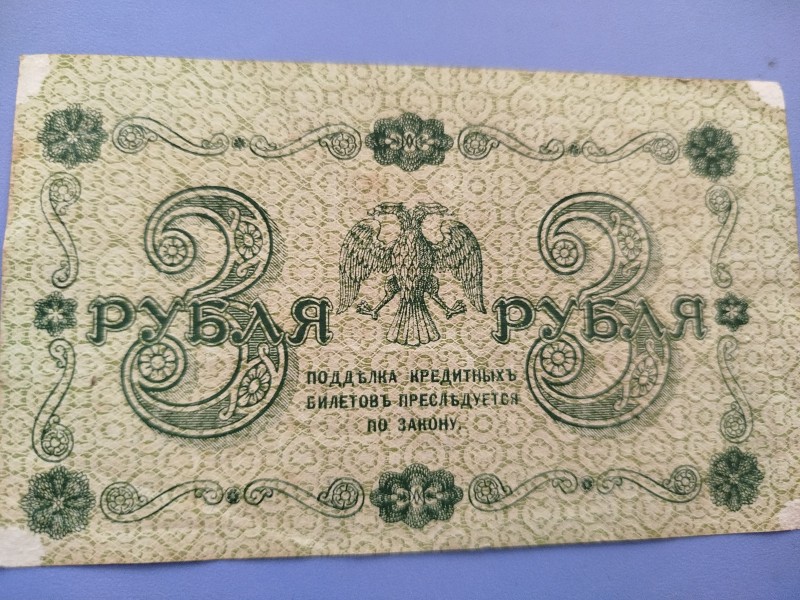 3 3
РУБЛЯ РУБЛЯ
ПОДДѢЛКА КРЕДИТНЫХЪ
БИЛЕТОВЪ ПРЕСЛѢДУЕТСЯ
ПО ЗАКОНУ.